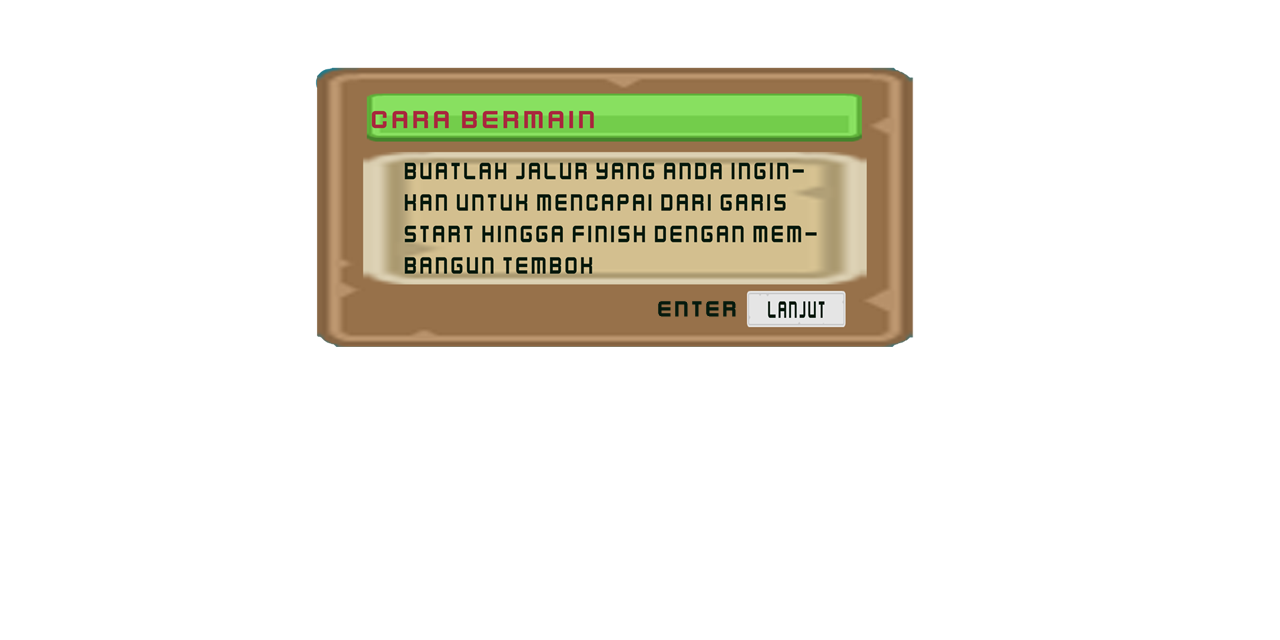 CARA BERMAIN
BUATLAH JALUR YANG ANDA INGIN-
KAN UNTUK MENCAPAI DARI GARIS
START HINGGA FINISH DENGAN MEM-
BANGUN TEMBOK
ENTER LANJUT